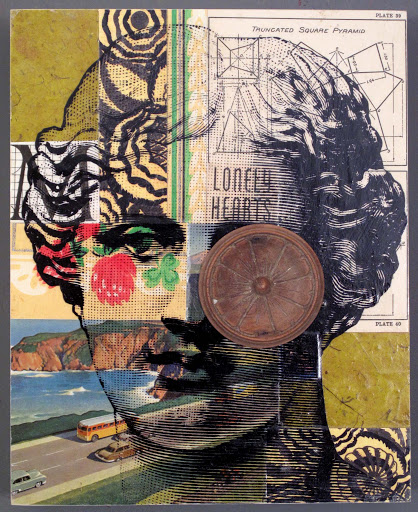 PLATE 39
TRUNCATED SQUARE PYRAMID
M
LONELY
HEARTS
PLATE 40